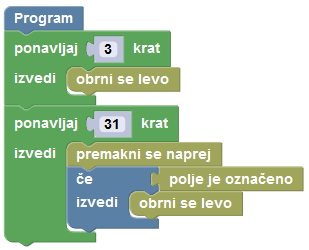 Program
ponavljaj 3 krat
izvedi obrni se levo
ponavljaj 31 krat
izvedi premakni se naprej
če polje je označeno
izvedi obrni se levo